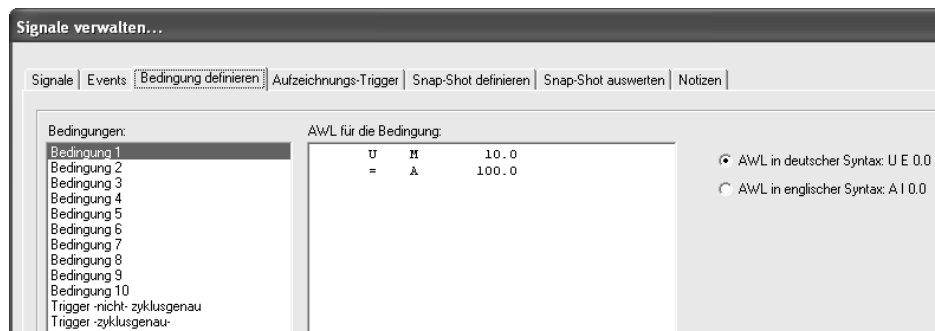 Signale verwalten...
Signale Events Bedingung definieren Aufzeichnungs-Trigger Snap-Shot definieren Snap-Shot auswerten Notizen
Bedingungen:
Bedingung 1
Bedingung 2
Bedingung 3
Bedingung 4
Bedingung 5
Bedingung 6
Bedingung 7
Bedingung 8
Bedingung 9
Bedingung 10
Trigger -nicht- zyklusgenau
Trigger -zyklusgenau-
AWL für die Bedingung:
U M 10.0
= A 100.0
AWL in deutscher Syntax: U E 0.0
AWL in englischer Syntax: A I 0.0